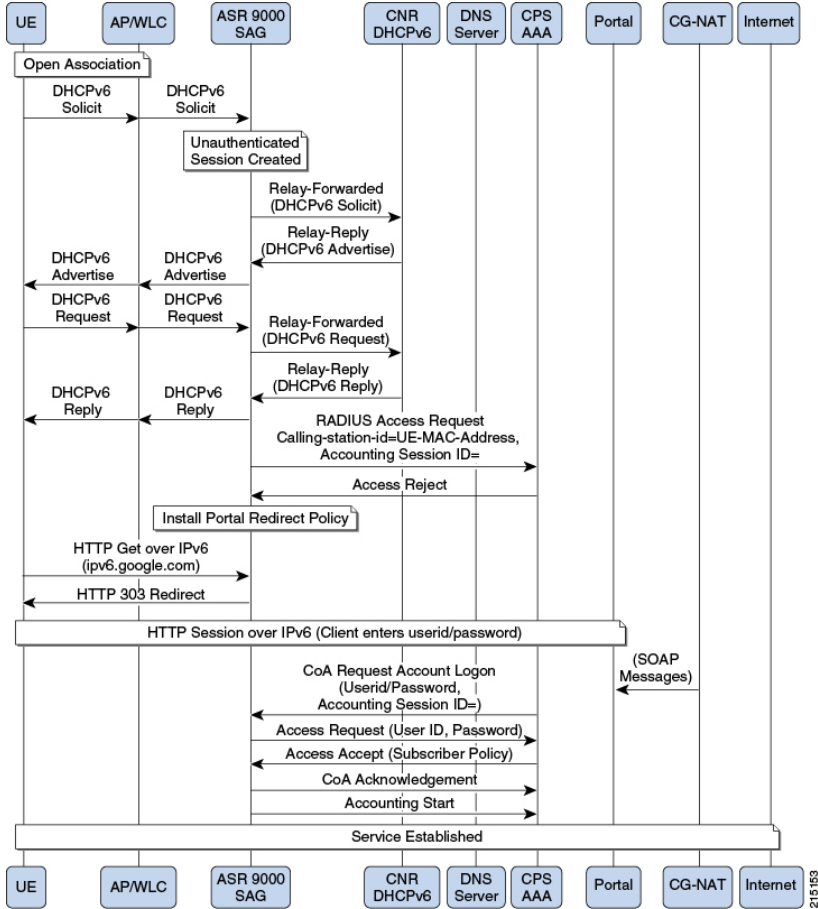 UE
AP/WLC
ASR 9000
SAG
CNR
DHCPv6
DNS
Server
CPS
AAA
Portal
CG-NAT
Internet
Open Association
DHCPv6
Solicit
DHCPv6
Solicit
Unauthenticated
Session Created
Relay-Forwarded
(DHCPv6 Solicit)
Relay-Reply
(DHCPv6 Advertise)
DHCPv6
Advertise
DHCPv6
Advertise
DHCPv6
Request
DHCPv6
Request
Relay-Forwarded
(DHCPv6 Request)
Relay-Reply
(DHCPv6 Reply)
DHCPv6
Reply
DHCPv6
Reply
RADIUS Access Request
Calling-station-id=UE-MAC-Address,
Accounting Session ID=
Access Reject
Install Portal Redirect Policy
HTTP Get over IPv6
(ipv6.google.com)
HTTP 303 Redirect
HTTP Session over IPv6 (Client enters userid/password)
(SOAP
Messages)
CoA Request Account Logon
(Userid/Password,
Accounting Session ID=)
Access Request (User ID, Password)
Access Accept (Subscriber Policy)
CoA Acknowledgement
Accounting Start
Service Established
UE
AP/WLC
ASR 9000
SAG
CNR
DHCPv6
DNS
Server
CPS
AAA
Portal
CG-NAT
Internet
215153